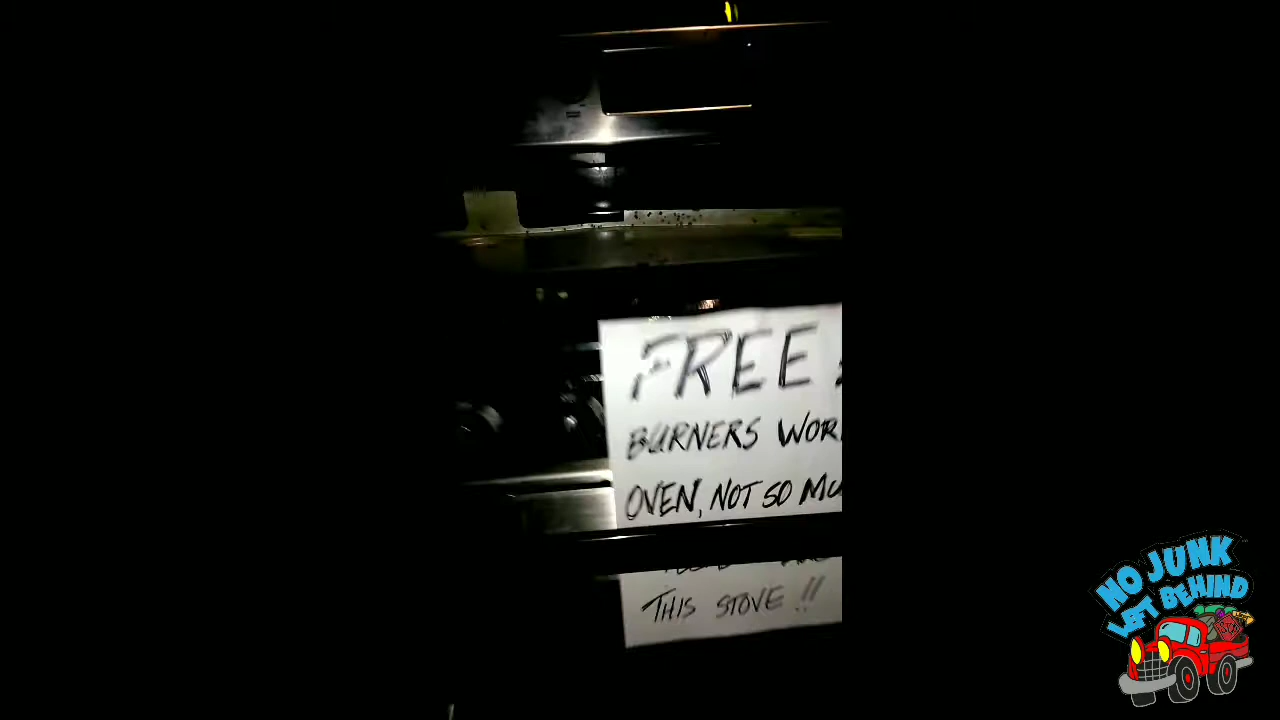 FREE
BURNERS WOR
OVEN, NOT SO MU
THIS STOVE !!
NO JUNK
LEFT BEHIND